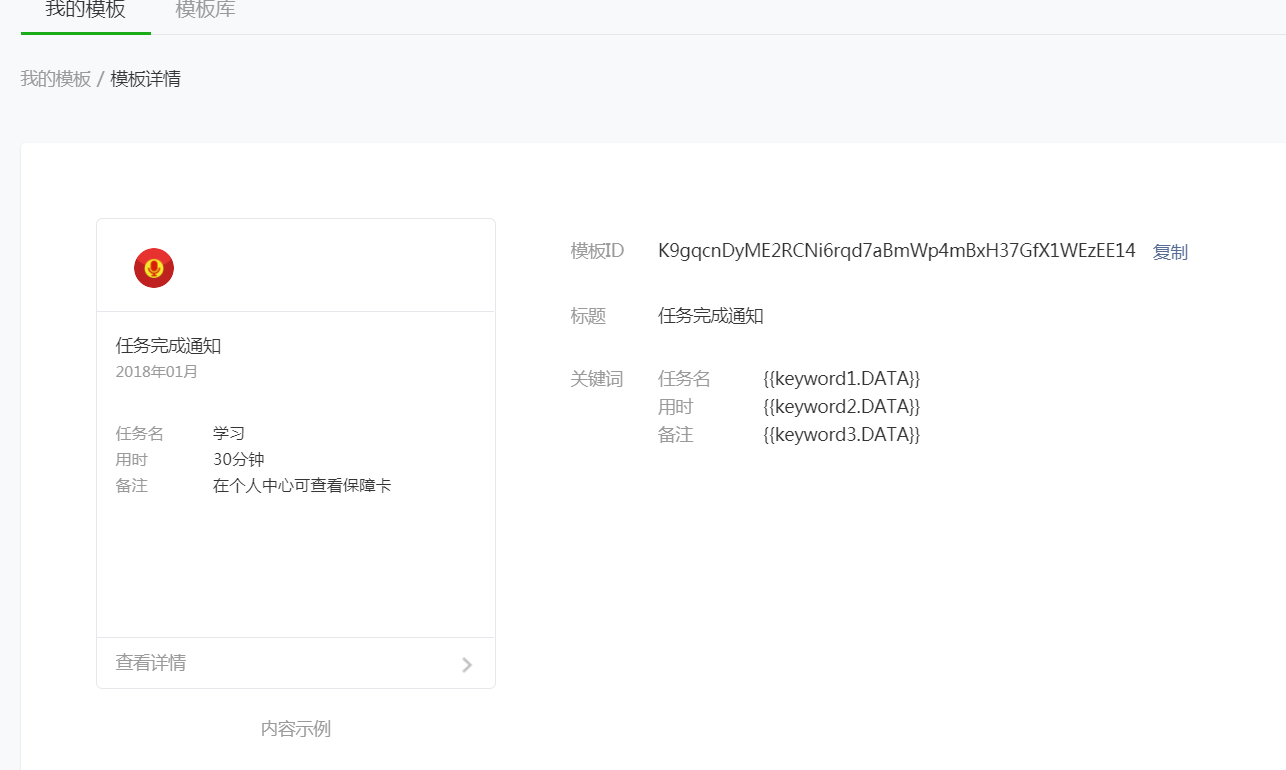 我的模板 模板库
我的模板 / 模板详情
任务完成通知
2018年01月
任务名 学习
用时 30分钟
备注 在个人中心可查看保障卡
查看详情
内容示例
模板ID K9gqcnDyME2RCNi6rqd7aBmWp4mBxH37GfX1WEzEE14 复制
标题 任务完成通知
关键词 任务名 {{keyword1.DATA}}
用时 {{keyword2.DATA}}
备注 {{keyword3.DATA}}